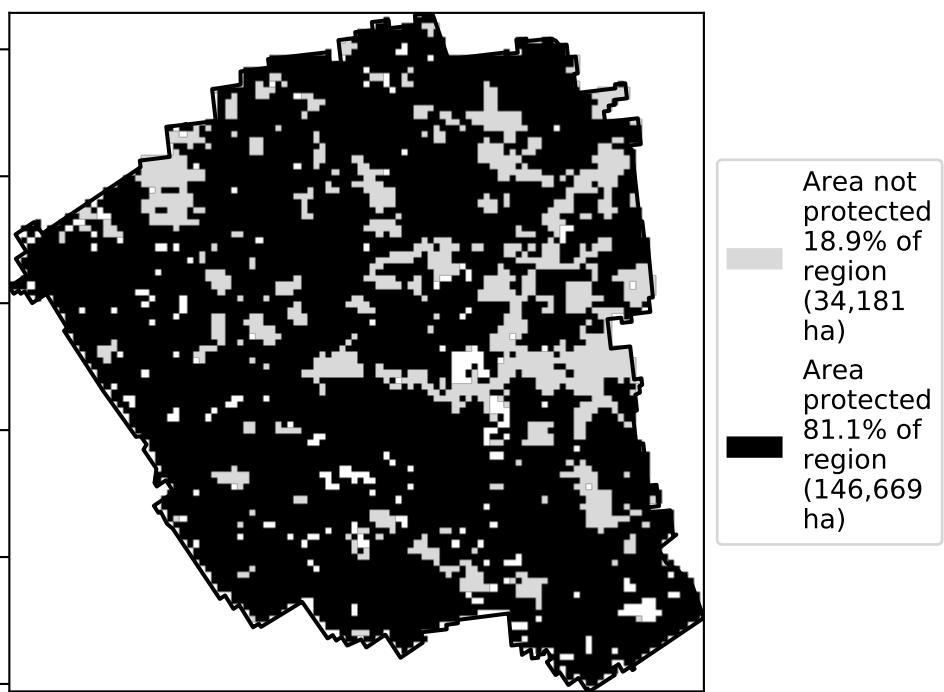 Area not
protected
18.9% of
region
(34,181
ha)
Area
protected
81.1% of
region
(146,669
ha)